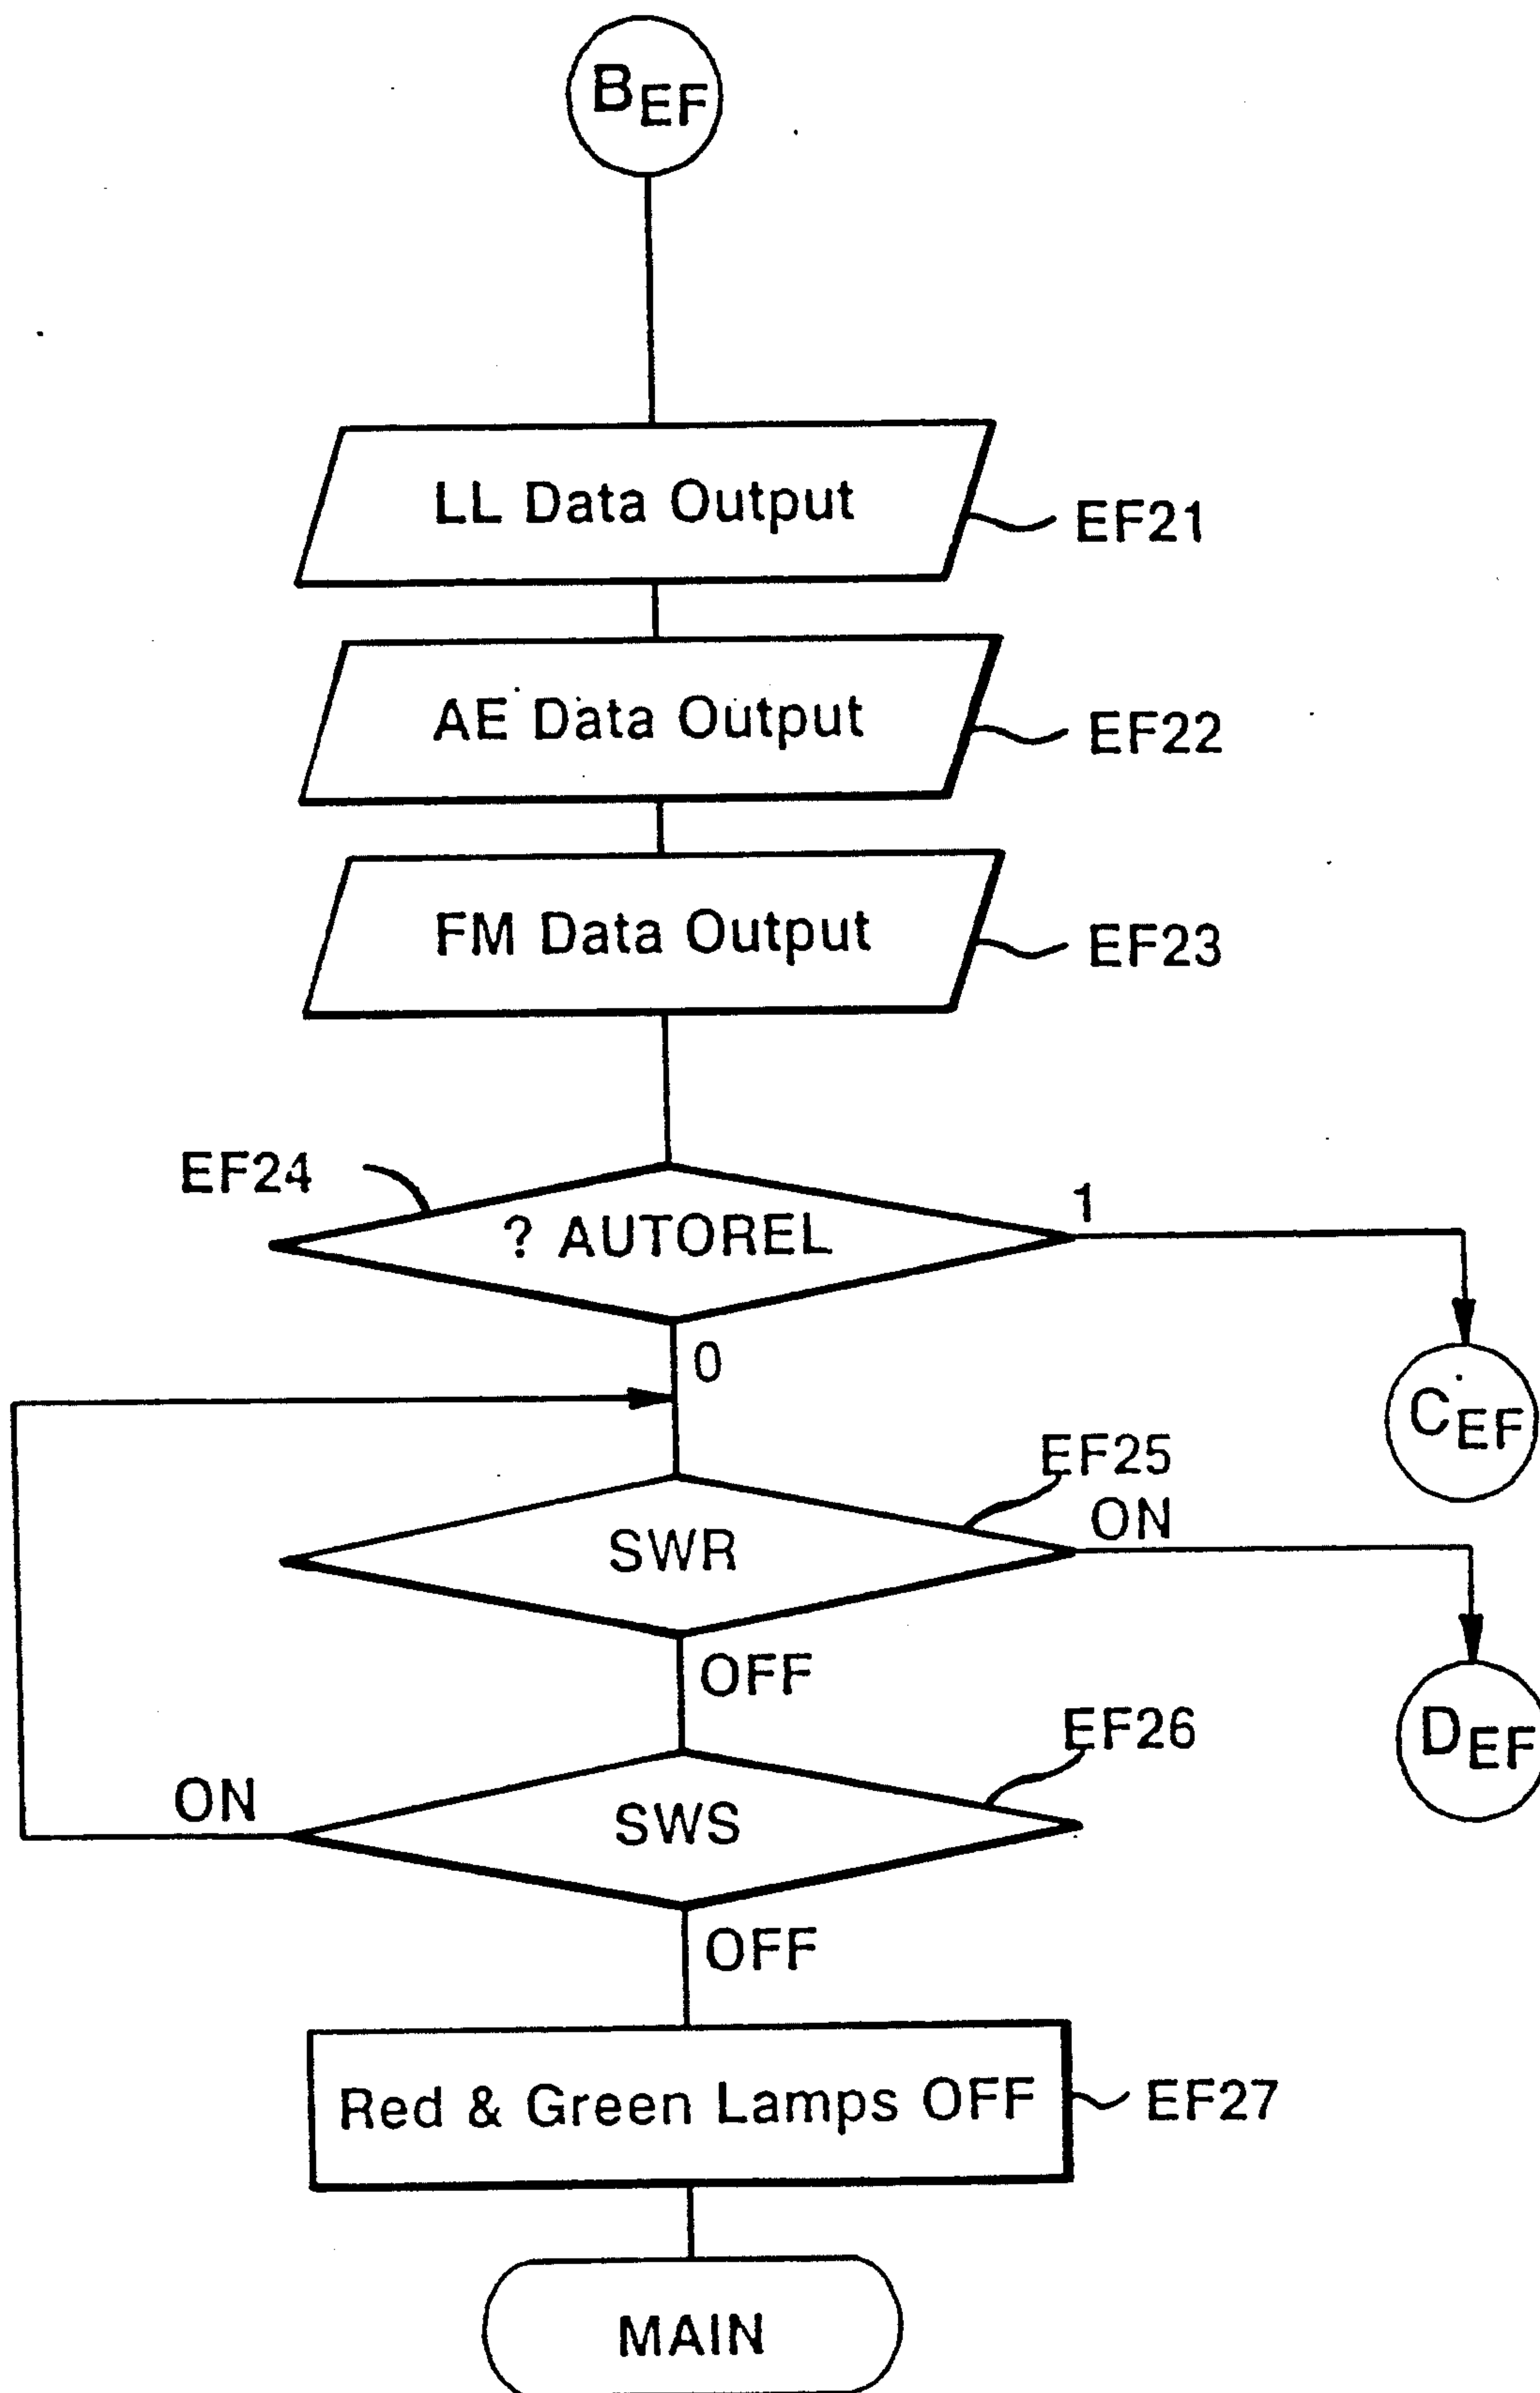 BEF
LL Data Output
EF21
AE Data Output
EF22
FM Data Output
EF23
EF24
? AUTOREL
1
0
CEF
EF25
SWR
ON
OFF
DEF
EF26
ON
SWS
OFF
Red & Green Lamps OFF
EF27
MAIN